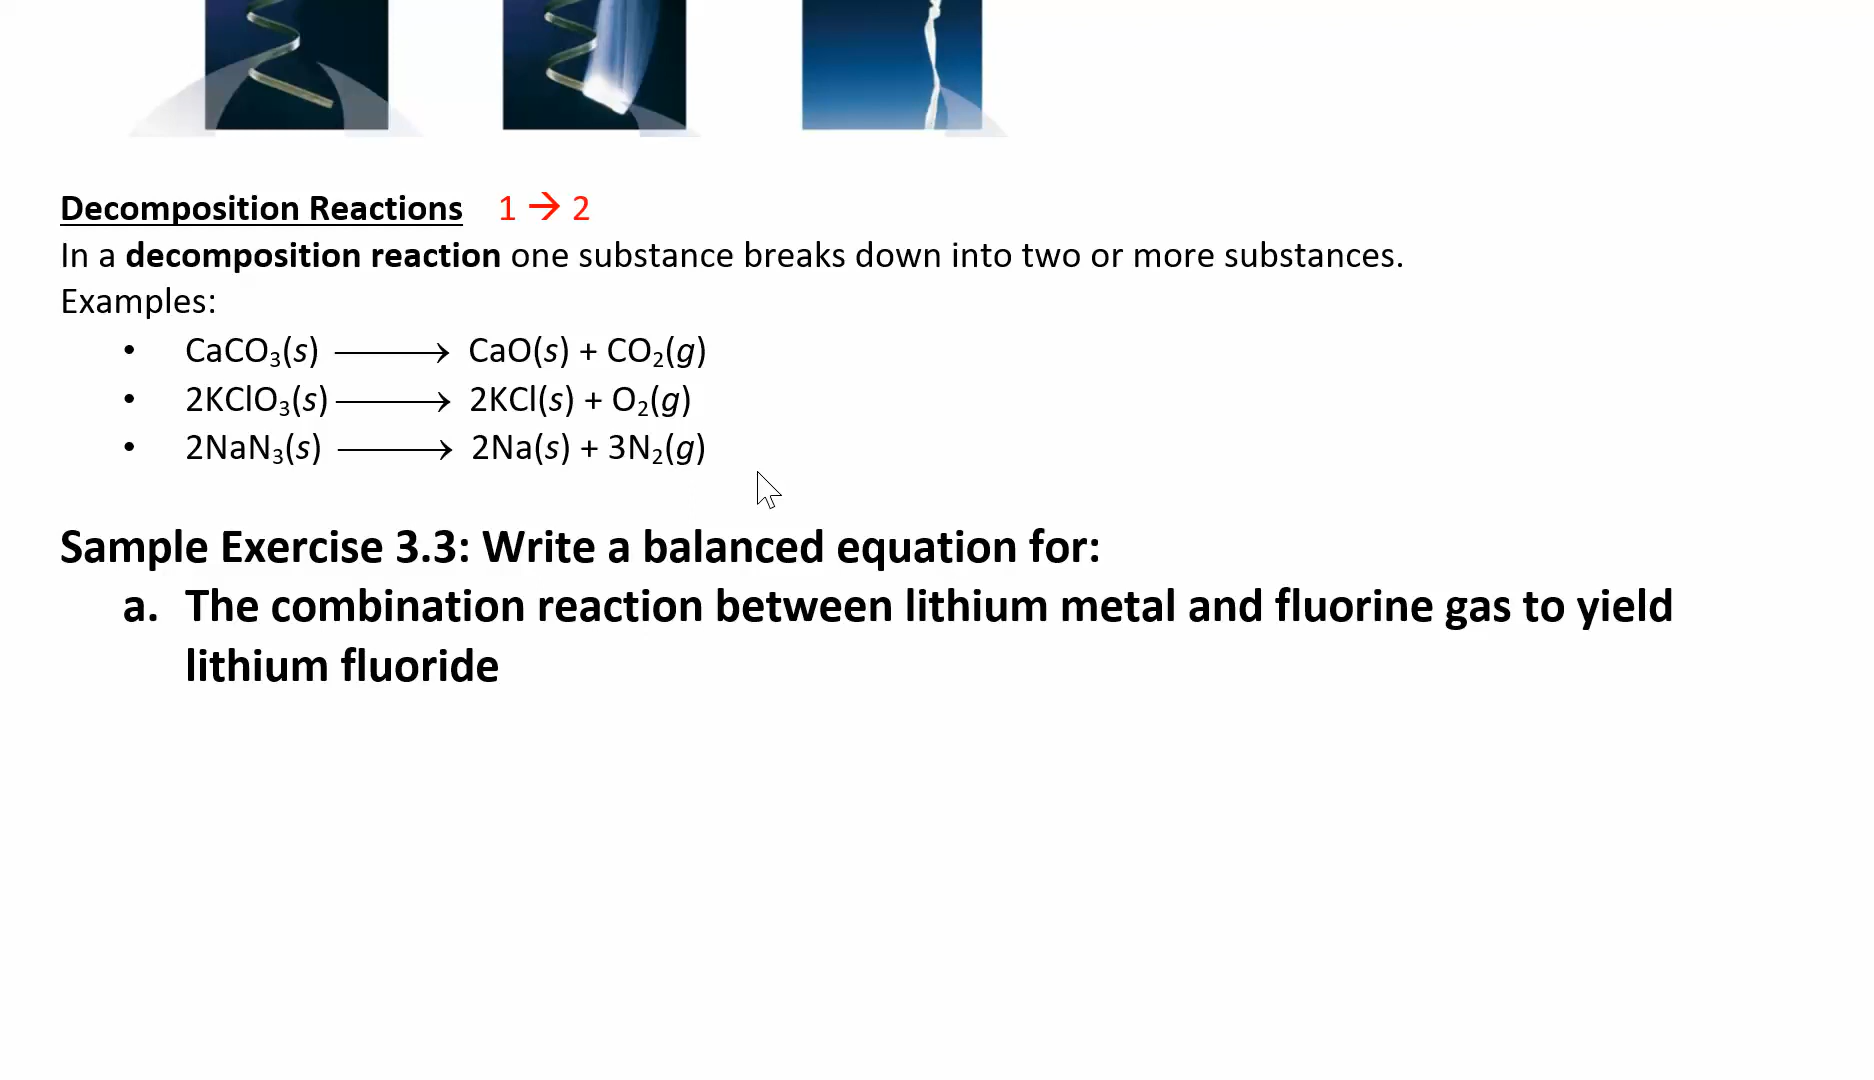 Decomposition Reactions 1 → 2
In a decomposition reaction one substance breaks down into two or more substances.
Examples:
• CaCO₃(s) ⟶ CaO(s) + CO₂(g)
• 2KClO₃(s) ⟶ 2KCl(s) + O₂(g)
• 2NaN₃(s) ⟶ 2Na(s) + 3N₂(g)
Sample Exercise 3.3: Write a balanced equation for:
a. The combination reaction between lithium metal and fluorine gas to yield
lithium fluoride